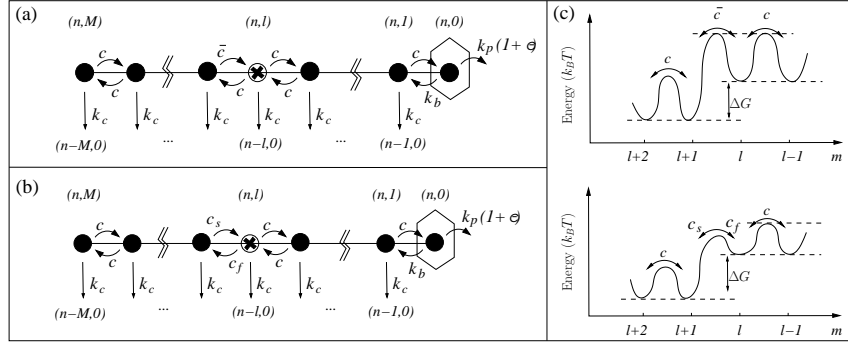 (a)
(n,M) (n,l) (n,1) (n,0)
c c̄ c c k_p(1+ϵ)
c c c k_b
k_c k_c k_c k_c k_c k_c
(n−M,0) ... (n−l,0) ... (n−1,0)
(b)
(n,M) (n,l) (n,1) (n,0)
c c_s c c k_p(1+ϵ)
c c_f c k_b
k_c k_c k_c k_c k_c k_c
(n−M,0) ... (n−l,0) ... (n−1,0)
(c)
Energy (k_BT)
c̄ c
c
ΔG
l+2 l+1 l l−1 m
Energy (k_BT)
c_s c_f c
c
ΔG
l+2 l+1 l l−1 m